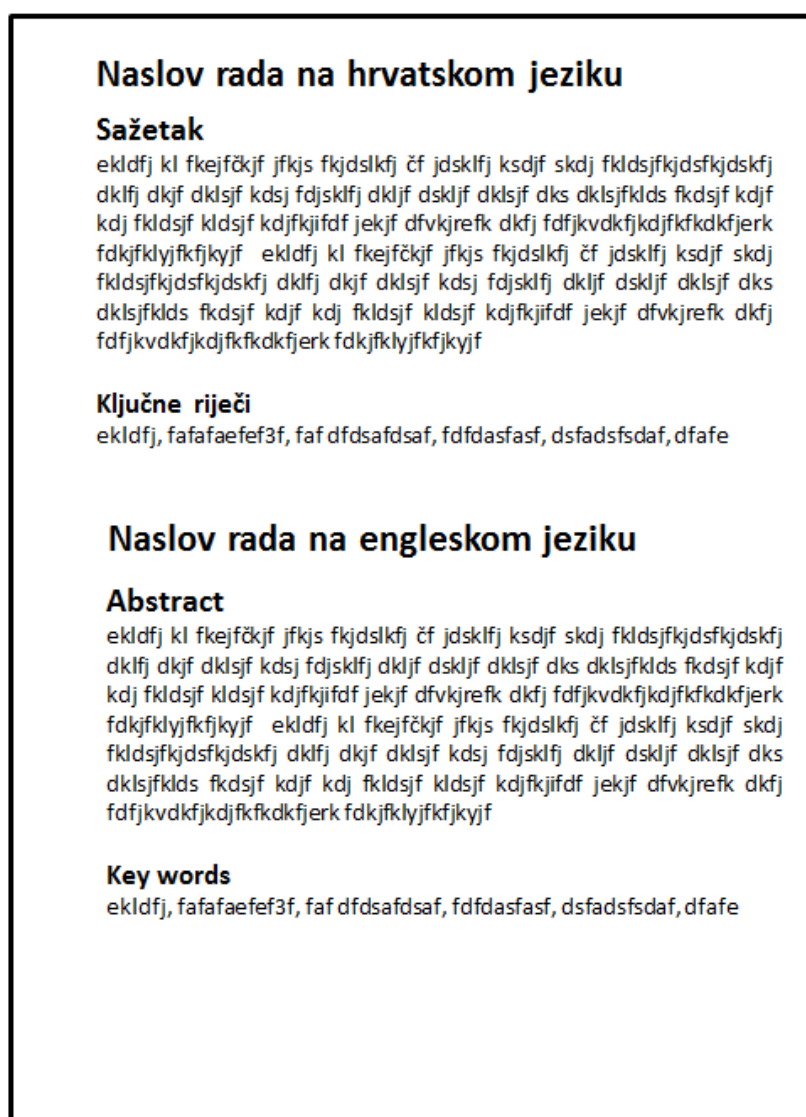 Naslov rada na hrvatskom jeziku
Sažetak
ekldfj kl fkejfčkjf jfkjs fkjdslkfj čf jdsklfj ksdjf skdj fkldsjfkjdsfkjdskfj
dklfj dkjf dklsjf kdsj fdjsklfj dkljf dskljf dklsjf dks dklsjfklds fkdsjf kdjf
kdj fkldsjf kldsjf kdjfkjifdf jekjf dfvkjrefk dkfj fdfjkvdkfjkdjfkfkdkfjerk
fdkjfklyjfkfjkyjf ekldfj kl fkejfčkjf jfkjs fkjdslkfj čf jdsklfj ksdjf skdj
fkldsjfkjdsfkjdskfj dklfj dkjf dklsjf kdsj fdjsklfj dkljf dskljf dklsjf dks
dklsjfklds fkdsjf kdjf kdj fkldsjf kldsjf kdjfkjifdf jekjf dfvkjrefk dkfj
fdfjkvdkfjkdjfkfkdkfjerk fdkjfklyjfkfjkyjf
Ključne riječi
ekldfj, fafafaefef3f, faf dfdsafdsaf, fdfdasfasf, dsfadsfsdaf, dfafe
Naslov rada na engleskom jeziku
Abstract
ekldfj kl fkejfčkjf jfkjs fkjdslkfj čf jdsklfj ksdjf skdj fkldsjfkjdsfkjdskfj
dklfj dkjf dklsjf kdsj fdjsklfj dkljf dskljf dklsjf dks dklsjfklds fkdsjf kdjf
kdj fkldsjf kldsjf kdjfkjifdf jekjf dfvkjrefk dkfj fdfjkvdkfjkdjfkfkdkfjerk
fdkjfklyjfkfjkyjf ekldfj kl fkejfčkjf jfkjs fkjdslkfj čf jdsklfj ksdjf skdj
fkldsjfkjdsfkjdskfj dklfj dkjf dklsjf kdsj fdjsklfj dkljf dskljf dklsjf dks
dklsjfklds fkdsjf kdjf kdj fkldsjf kldsjf kdjfkjifdf jekjf dfvkjrefk dkfj
fdfjkvdkfjkdjfkfkdkfjerk fdkjfklyjfkfjkyjf
Key words
ekldfj, fafafaefef3f, faf dfdsafdsaf, fdfdasfasf, dsfadsfsdaf, dfafe